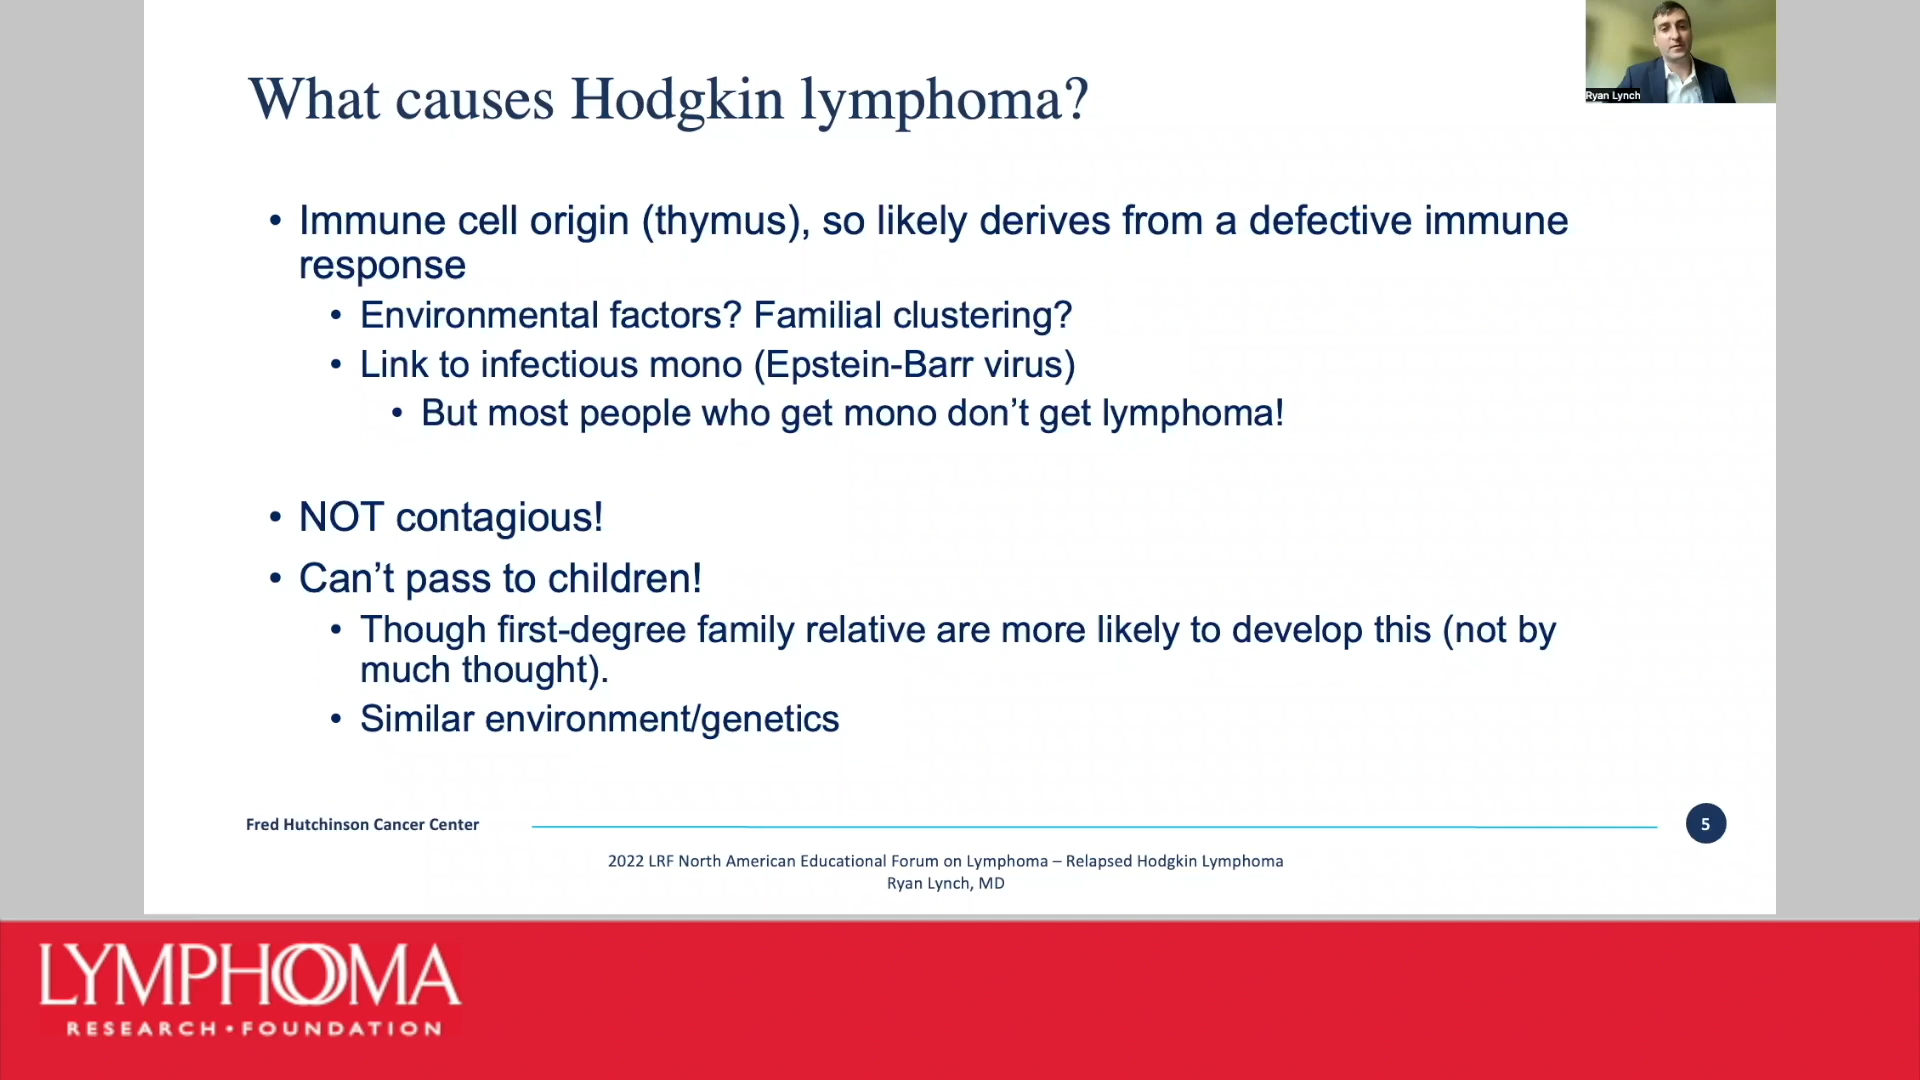 What causes Hodgkin lymphoma?
Ryan Lynch
• Immune cell origin (thymus), so likely derives from a defective immune
response
• Environmental factors? Familial clustering?
• Link to infectious mono (Epstein-Barr virus)
• But most people who get mono don’t get lymphoma!
• NOT contagious!
• Can’t pass to children!
• Though first-degree family relative are more likely to develop this (not by
much thought).
• Similar environment/genetics
Fred Hutchinson Cancer Center
5
2022 LRF North American Educational Forum on Lymphoma – Relapsed Hodgkin Lymphoma
Ryan Lynch, MD
LYMPHOMA
RESEARCH • FOUNDATION